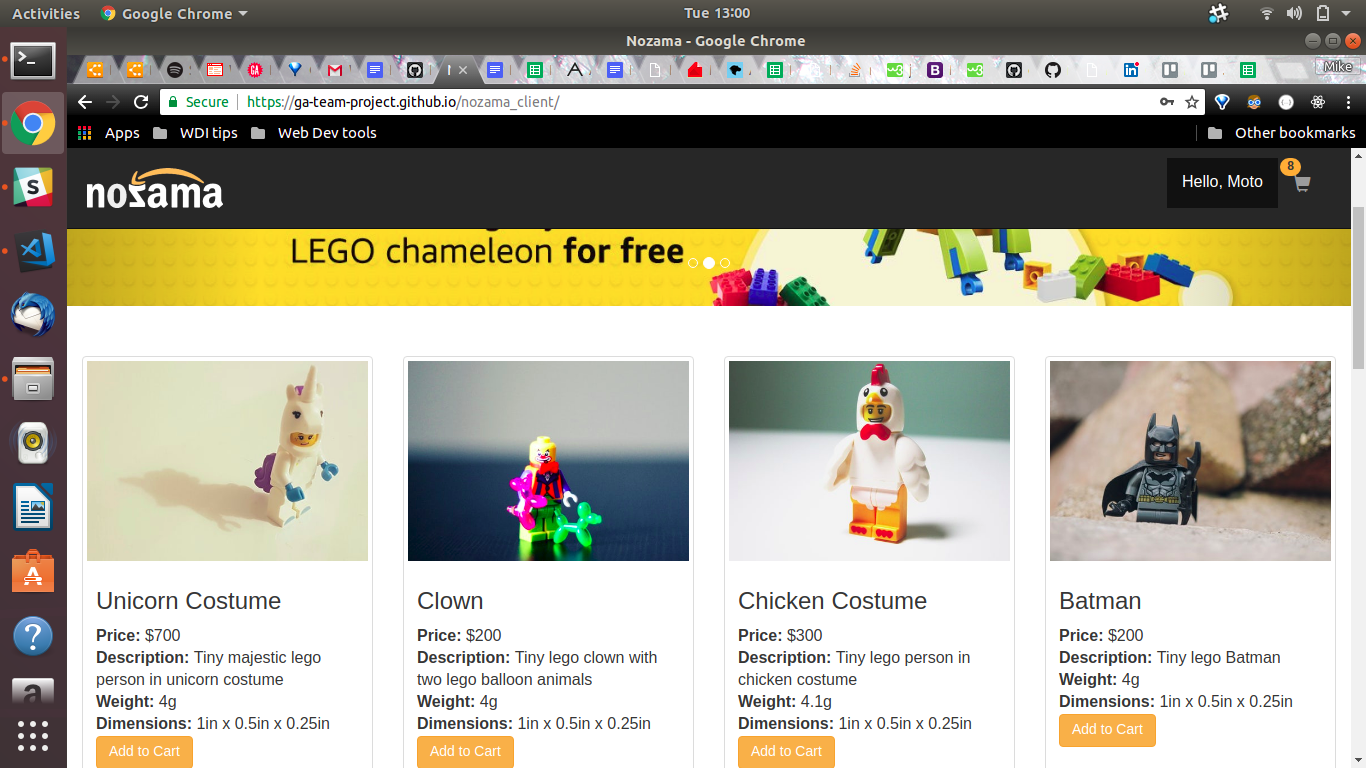 Activities
Google Chrome
Tue 13:00
Nozama - Google Chrome
Mike
Secure
https://ga-team-project.github.io/nozama_client/
Apps
WDI tips
Web Dev tools
Other bookmarks
nozama
Hello, Moto
8
LEGO chameleon for free
Unicorn Costume
Price: $700
Description: Tiny majestic lego
person in unicorn costume
Weight: 4g
Dimensions: 1in x 0.5in x 0.25in
Add to Cart
Clown
Price: $200
Description: Tiny lego clown with
two lego balloon animals
Weight: 4g
Dimensions: 1in x 0.5in x 0.25in
Add to Cart
Chicken Costume
Price: $300
Description: Tiny lego person in
chicken costume
Weight: 4.1g
Dimensions: 1in x 0.5in x 0.25in
Add to Cart
Batman
Price: $200
Description: Tiny lego Batman
Weight: 4g
Dimensions: 1in x 0.5in x 0.25in
Add to Cart